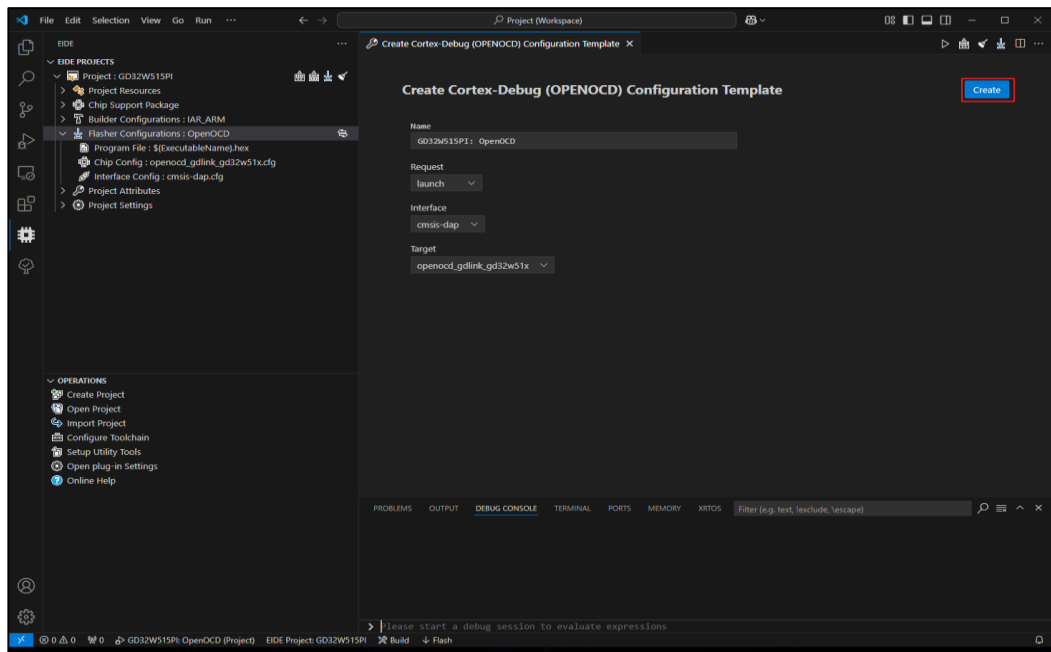 File Edit Selection View Go Run ··· Project (Workspace)
EIDE ···
Create Cortex-Debug (OPENOCD) Configuration Template
EIDE PROJECTS
Project : GD32W515PI
Project Resources
Chip Support Package
Builder Configurations : IAR_ARM
Flasher Configurations : OpenOCD
Program File : ${ExecutableName}.hex
Chip Config : openocd_gdlink_gd32w51x.cfg
Interface Config : cmsis-dap.cfg
Project Attributes
Project Settings
Create Cortex-Debug (OPENOCD) Configuration Template
Create
Name
GD32W515PI: OpenOCD
Request
launch
Interface
cmsis-dap
Target
openocd_gdlink_gd32w51x
OPERATIONS
Create Project
Open Project
Import Project
Configure Toolchain
Setup Utility Tools
Open plug-in Settings
Online Help
PROBLEMS OUTPUT DEBUG CONSOLE TERMINAL PORTS MEMORY XRTOS Filter (e.g. text, !exclude, \escape)
Please start a debug session to evaluate expressions
0 0 0 GD32W515PI: OpenOCD (Project) EIDE Project: GD32W515PI Build Flash